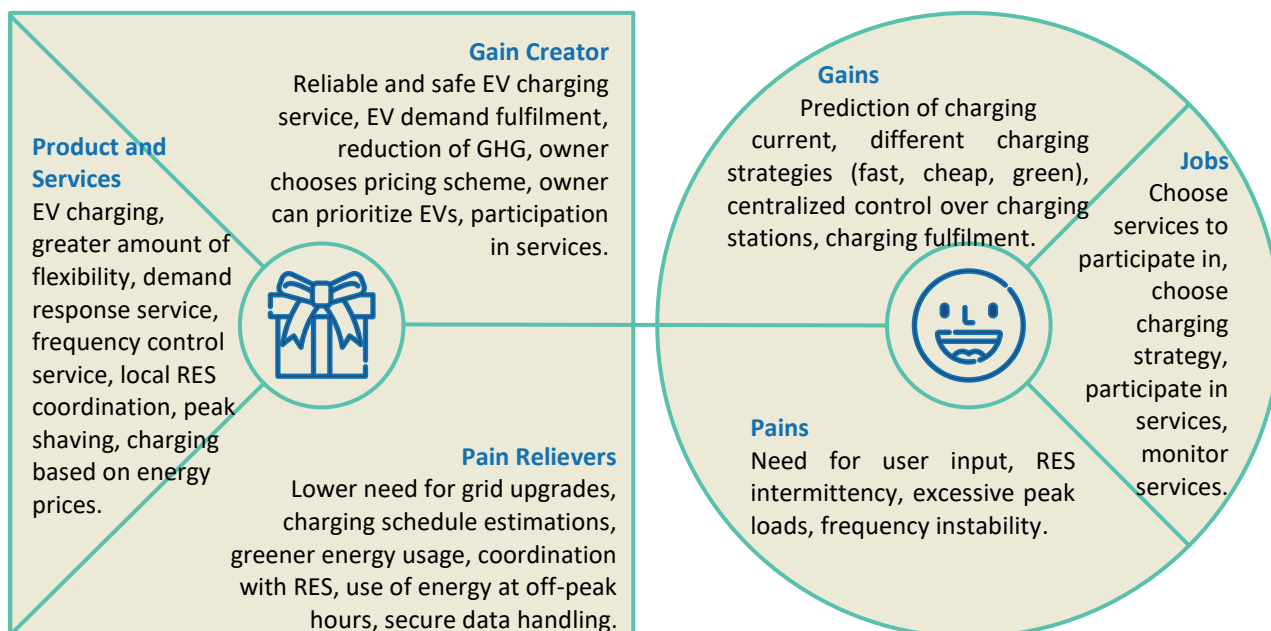 Gain Creator
Reliable and safe EV charging
service, EV demand fulfilment,
reduction of GHG, owner
chooses pricing scheme, owner
can prioritize EVs, participation
in services.
Product and
Services
EV charging,
greater amount of
flexibility, demand
response service,
frequency control
service, local RES
coordination, peak
shaving, charging
based on energy
prices.
Pain Relievers
Lower need for grid upgrades,
charging schedule estimations,
greener energy usage, coordination
with RES, use of energy at off-peak
hours, secure data handling.
Gains
Prediction of charging
current, different charging
strategies (fast, cheap, green),
centralized control over charging
stations, charging fulfilment.
Jobs
Choose
services to
participate in,
choose
charging
strategy,
participate in
services,
monitor
services.
Pains
Need for user input, RES
intermittency, excessive peak
loads, frequency instability.